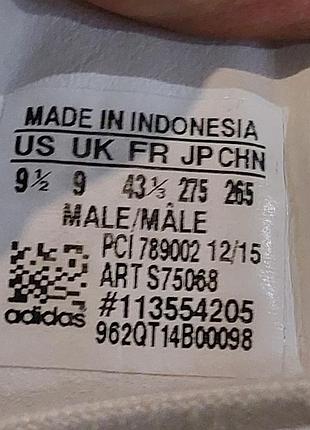 MADE IN INDONESIA
US UK FR JP CHN
9½ 9 43⅓ 275 265
MALE/MÂLE
PCI 789002 12/15
ART S75068
#113554205
adidas
962QT14B00098